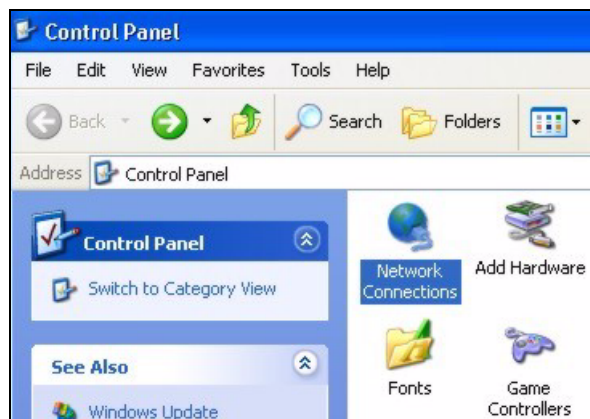 Control Panel
File Edit View Favorites Tools Help
Back Search Folders
Address Control Panel
Control Panel
Switch to Category View
See Also
Windows Update
Network
Connections
Add Hardware
Fonts
Game
Controllers